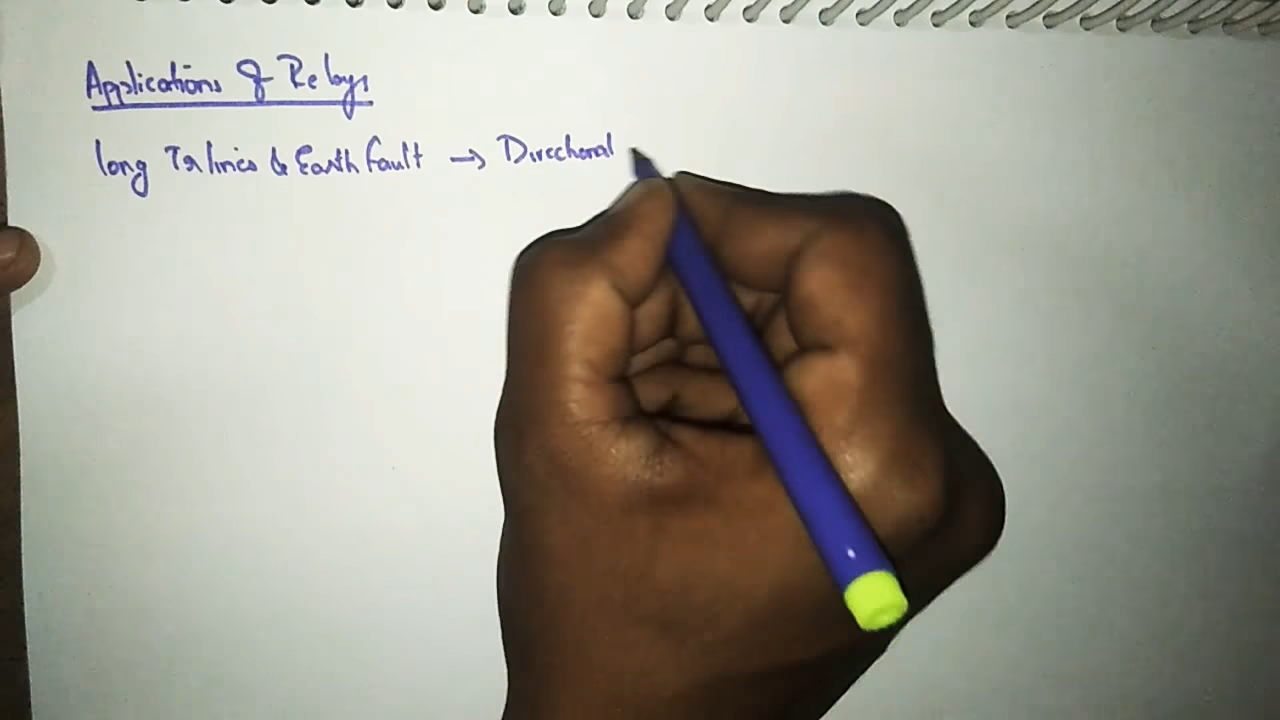 Applications of Relays
long Tx lines & Earth fault → Directional